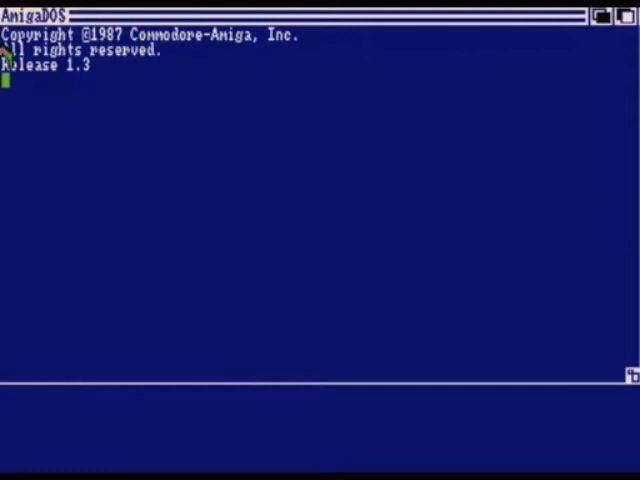 AmigaDOS
Copyright ©1987 Commodore-Amiga, Inc.
All rights reserved.
Release 1.3